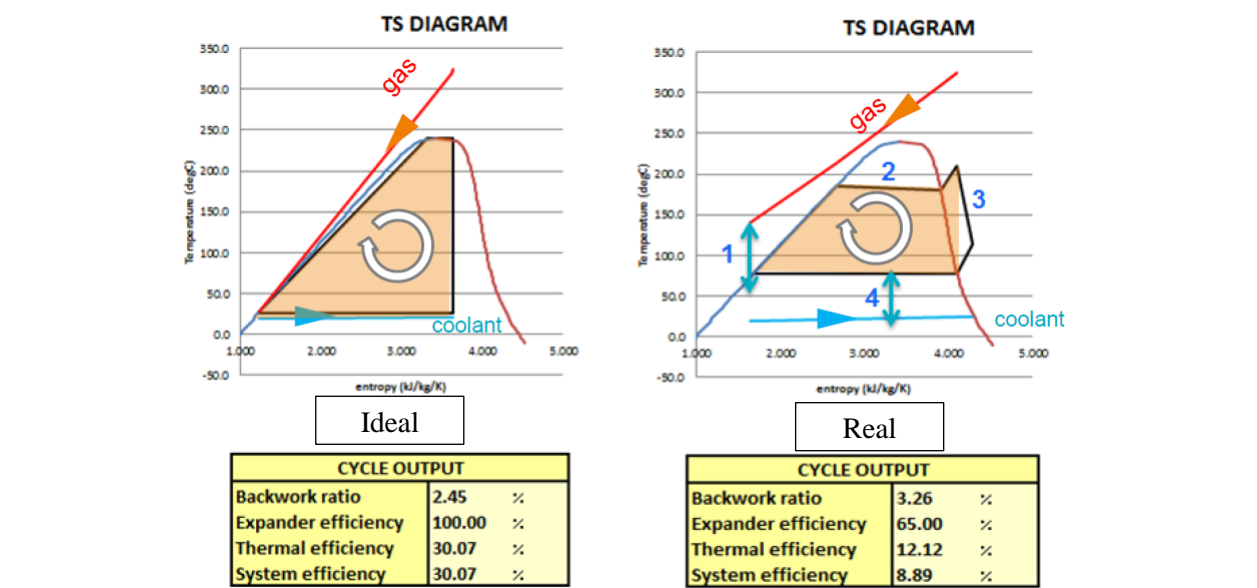 TS DIAGRAM
350.0
300.0
250.0
200.0
150.0
100.0
50.0
0.0
-50.0
Temperature (degC)
gas
coolant
1.000 2.000 3.000 4.000 5.000
entropy (kJ/kg/K)
Ideal
CYCLE OUTPUT
Backwork ratio 2.45 %
Expander efficiency 100.00 %
Thermal efficiency 30.07 %
System efficiency 30.07 %
TS DIAGRAM
350.0
300.0
250.0
200.0
150.0
100.0
50.0
0.0
-50.0
Temperature (degC)
gas
2
3
1
4
coolant
1.000 2.000 3.000 4.000 5.000
entropy (kJ/kg/K)
Real
CYCLE OUTPUT
Backwork ratio 3.26 %
Expander efficiency 65.00 %
Thermal efficiency 12.12 %
System efficiency 8.89 %